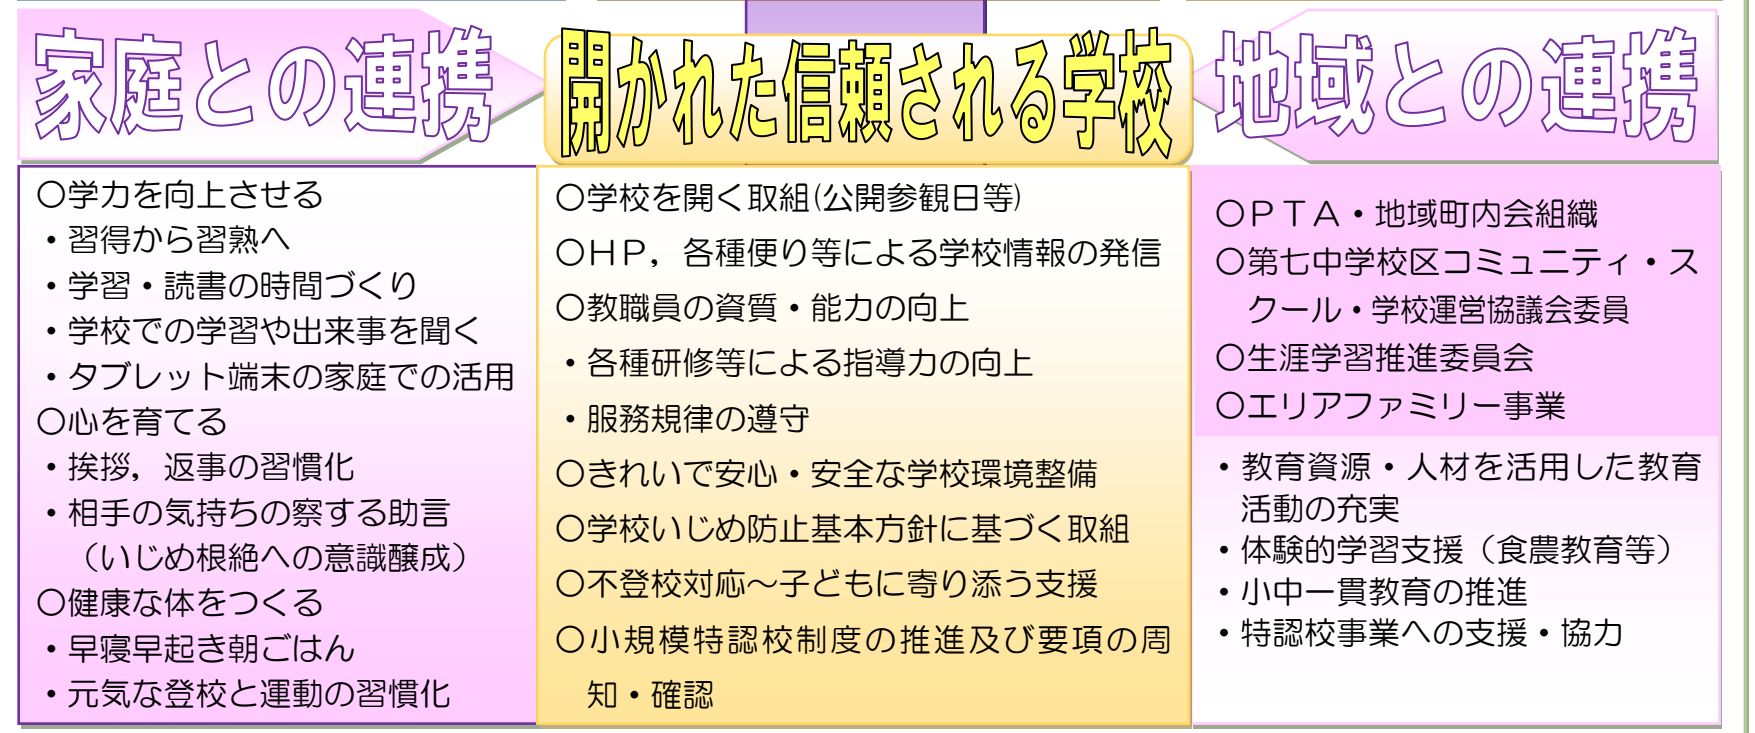 家庭との連携
○学力を向上させる
・習得から習熟へ
・学習・読書の時間づくり
・学校での学習や出来事を聞く
・タブレット端末の家庭での活用
○心を育てる
・挨拶，返事の習慣化
・相手の気持ちの察する助言
（いじめ根絶への意識醸成）
○健康な体をつくる
・早寝早起き朝ごはん
・元気な登校と運動の習慣化
開かれた信頼される学校
○学校を開く取組(公開参観日等)
○ＨＰ，各種便り等による学校情報の発信
○教職員の資質・能力の向上
・各種研修等による指導力の向上
・服務規律の遵守
○きれいで安心・安全な学校環境整備
○学校いじめ防止基本方針に基づく取組
○不登校対応～子どもに寄り添う支援
○小規模特認校制度の推進及び要項の周
知・確認
地域との連携
○ＰＴＡ・地域町内会組織
○第七中学校区コミュニティ・ス
クール・学校運営協議会委員
○生涯学習推進委員会
○エリアファミリー事業
・教育資源・人材を活用した教育
活動の充実
・体験的学習支援（食農教育等）
・小中一貫教育の推進
・特認校事業への支援・協力